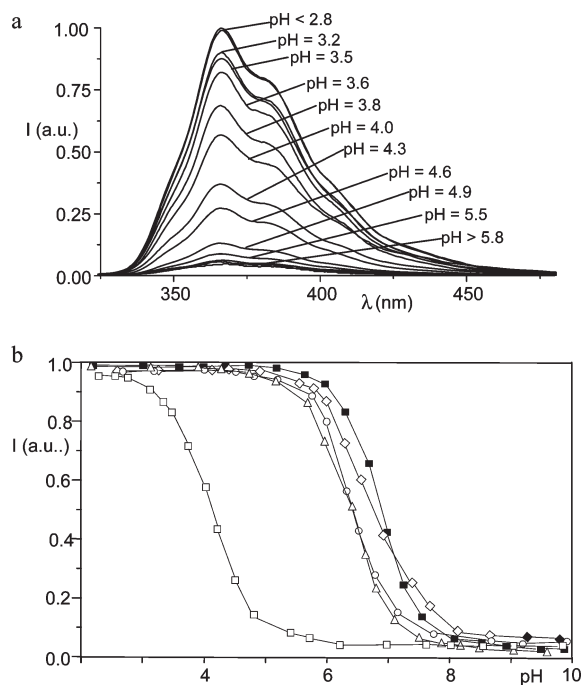 a
pH < 2.8
pH = 3.2
pH = 3.5
pH = 3.6
pH = 3.8
pH = 4.0
pH = 4.3
pH = 4.6
pH = 4.9
pH = 5.5
pH > 5.8
1.00
0.75
I (a.u.)
0.50
0.25
0.00
350
400
450
λ (nm)
b
1.0
0.8
I (a.u..)
0.6
0.4
0.2
0.0
4
6
8
pH
10